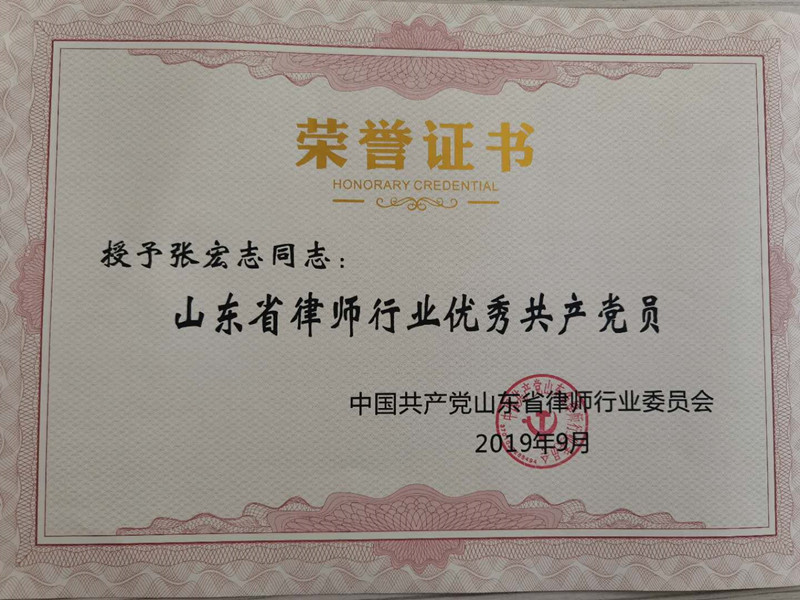 荣誉证书
HONORARY CREDENTIAL
授予张宏志同志：
山东省律师行业优秀共产党员
中国共产党山东省律师行业委员会
2019年9月